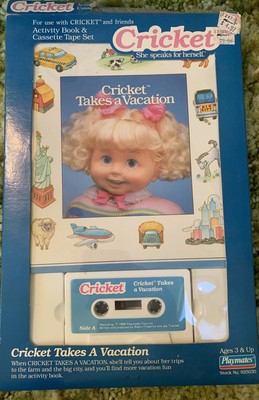 Cricket
For use with CRICKET™ and friends
Activity Book &
Cassette Tape Set
Cricket
She speaks for herself.
Cricket™
Takes a Vacation
Cricket
Cricket™ Takes
a Vacation
Side A
Cricket Takes A Vacation
When CRICKET TAKES A VACATION, she'll tell you about her trips
to the farm and the big city, and you'll find more vacation fun
in the activity book.
Ages 3 & Up
Playmates®